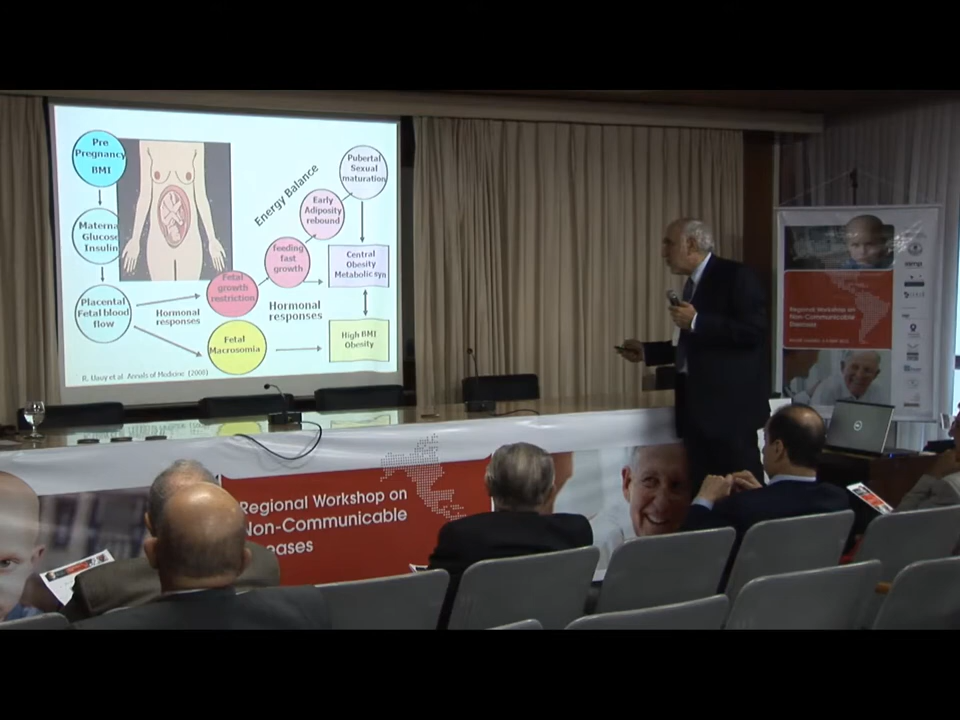 Pre
Pregnancy
BMI
Materna
Glucose
Insulin
Placental
Fetal blood
flow
Hormonal
responses
Fetal
growth
restriction
Fetal
Macrosomia
feeding
fast
growth
Early
Adiposity
rebound
Energy Balance
Pubertal
Sexual
maturation
Central
Obesity
Metabolic syn
Hormonal
responses
High BMI
Obesity
R. Uauy et al Annals of Medicine (2008)
Regional Workshop on
Non-Communicable
Diseases
Regional Workshop on
Non-Communicable
eases
DELL